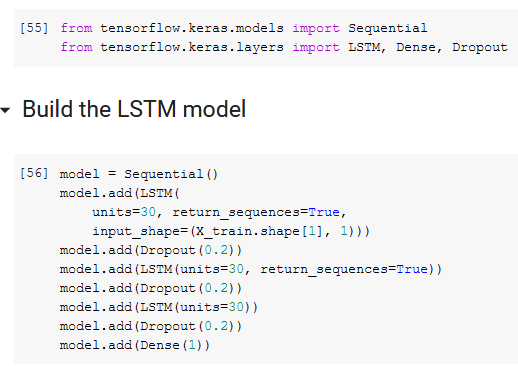 [55] from tensorflow.keras.models import Sequential
from tensorflow.keras.layers import LSTM, Dense, Dropout
Build the LSTM model
[56] model = Sequential()
model.add(LSTM(
    units=30, return_sequences=True,
    input_shape=(X_train.shape[1], 1)))
model.add(Dropout(0.2))
model.add(LSTM(units=30, return_sequences=True))
model.add(Dropout(0.2))
model.add(LSTM(units=30))
model.add(Dropout(0.2))
model.add(Dense(1))